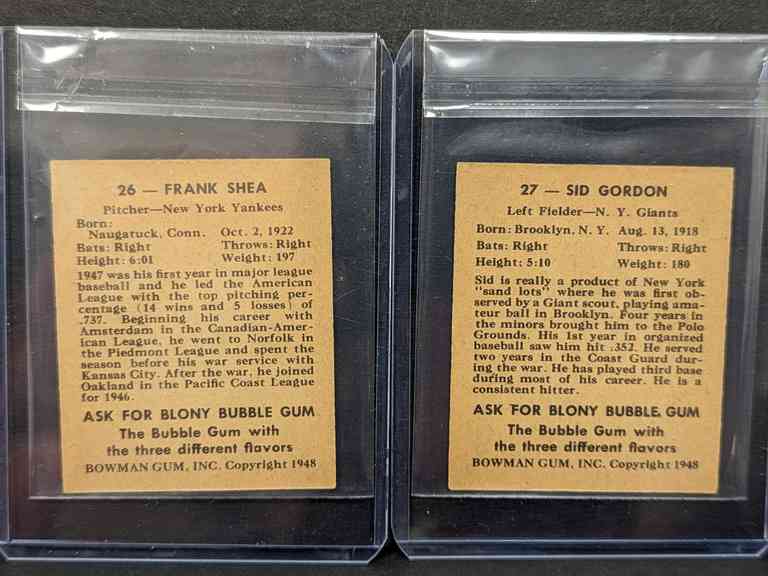 26 — FRANK SHEA
Pitcher—New York Yankees
Born:
Naugatuck, Conn. Oct. 2, 1922
Bats: Right Throws: Right
Height: 6:01 Weight: 197
1947 was his first year in major league
baseball and he led the American
League with the top pitching per-
centage (14 wins and 5 losses) of
.737. Beginning his career with
Amsterdam in the Canadian-Amer-
ican League, he went to Norfolk in
the Piedmont League and spent the
season before his war service with
Kansas City. After the war, he joined
Oakland in the Pacific Coast League
for 1946.
ASK FOR BLONY BUBBLE GUM
The Bubble Gum with
the three different flavors
BOWMAN GUM, INC. Copyright 1948
27 — SID GORDON
Left Fielder—N. Y. Giants
Born: Brooklyn, N. Y. Aug. 13, 1918
Bats: Right Throws: Right
Height: 5:10 Weight: 180
Sid is really a product of New York
"sand lots" where he was first ob-
served by a Giant scout, playing ama-
teur ball in Brooklyn. Four years in
the minors brought him to the Polo
Grounds. His 1st year in organized
baseball saw him hit .352. He served
two years in the Coast Guard dur-
ing the war. He has played third base
during most of his career. He is a
consistent hitter.
ASK FOR BLONY BUBBLE GUM
The Bubble Gum with
the three different flavors
BOWMAN GUM, INC. Copyright 1948